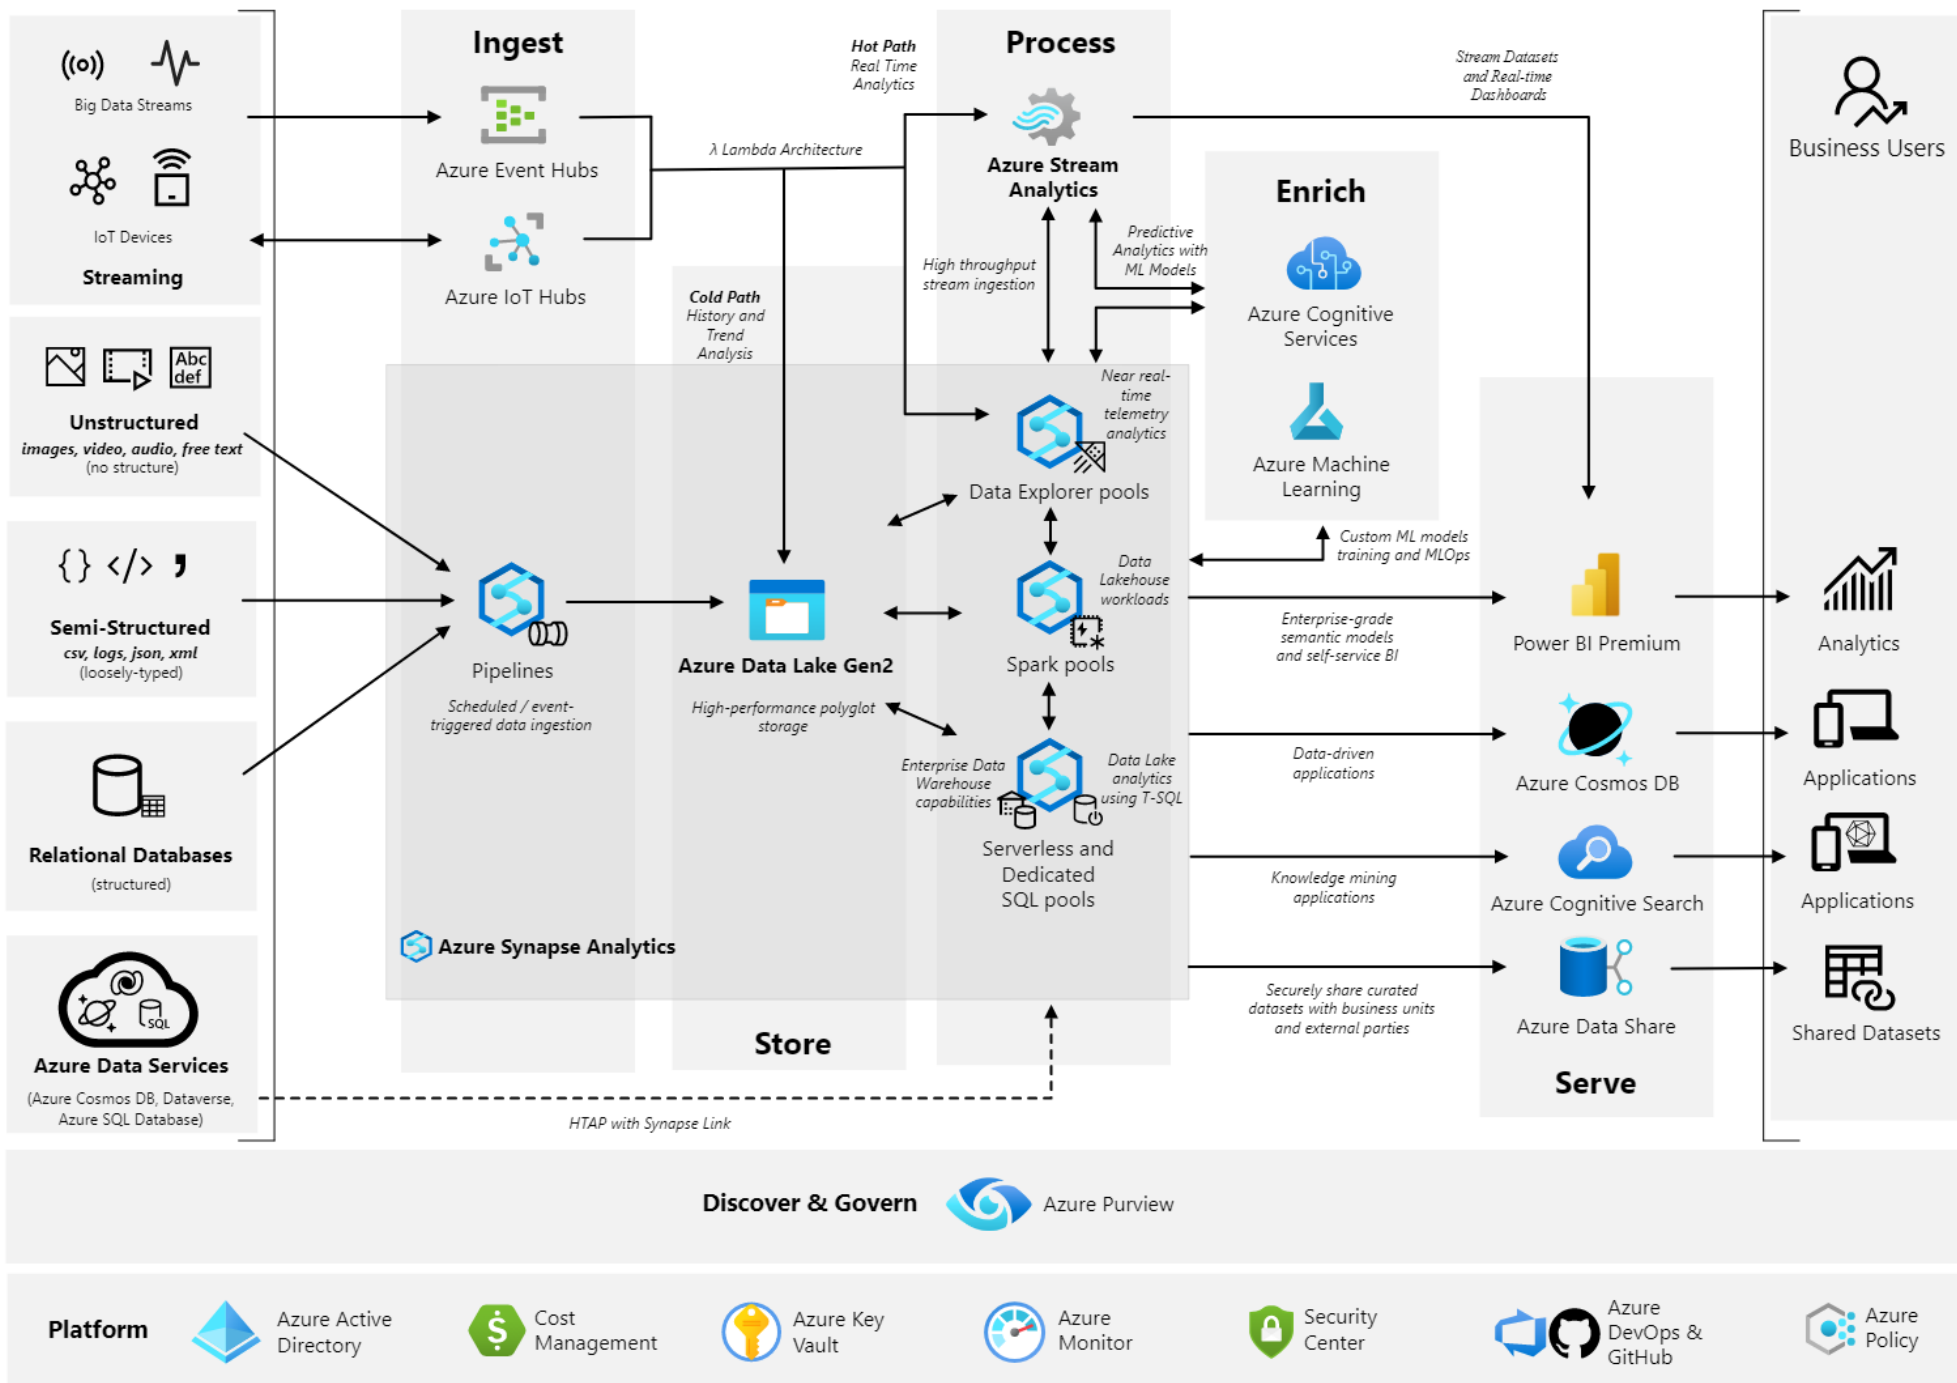 Big Data Streams
IoT Devices
Streaming
Abc
def
Unstructured
images, video, audio, free text
(no structure)
{} </> ,
Semi-Structured
csv, logs, json, xml
(loosely-typed)
Relational Databases
(structured)
SQL
Azure Data Services
(Azure Cosmos DB, Dataverse,
Azure SQL Database)
Ingest
Azure Event Hubs
Azure IoT Hubs
λ Lambda Architecture
Hot Path
Real Time
Analytics
Cold Path
History and
Trend
Analysis
Pipelines
Scheduled / event-
triggered data ingestion
Azure Synapse Analytics
Azure Data Lake Gen2
High-performance polyglot
storage
Store
HTAP with Synapse Link
Process
Azure Stream
Analytics
High throughput
stream ingestion
Predictive
Analytics with
ML Models
Near real-
time
telemetry
analytics
Data Explorer pools
Data
Lakehouse
workloads
Spark pools
Enterprise Data
Warehouse
capabilities
Data Lake
analytics
using T-SQL
Serverless and
Dedicated
SQL pools
Enrich
Azure Cognitive
Services
Azure Machine
Learning
Custom ML models
training and MLOps
Stream Datasets
and Real-time
Dashboards
Enterprise-grade
semantic models
and self-service BI
Data-driven
applications
Knowledge mining
applications
Securely share curated
datasets with business units
and external parties
Power BI Premium
Azure Cosmos DB
Azure Cognitive Search
Azure Data Share
Serve
Business Users
Analytics
Applications
Applications
Shared Datasets
Discover & Govern
Azure Purview
Platform
Azure Active
Directory
$
Cost
Management
Azure Key
Vault
Azure
Monitor
Security
Center
Azure
DevOps &
GitHub
Azure
Policy